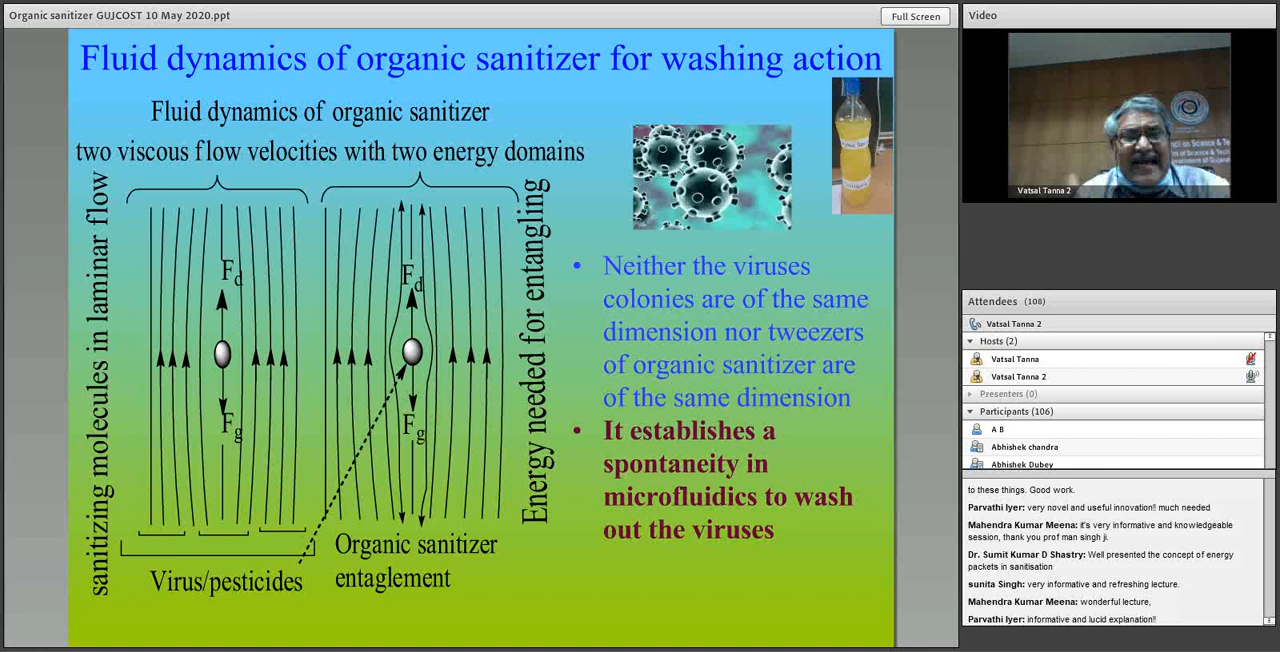 Organic sanitizer GUJCOST 10 May 2020.ppt
Full Screen
Fluid dynamics of organic sanitizer for washing action
Fluid dynamics of organic sanitizer
two viscous flow velocities with two energy domains
sanitizing molecules in laminar flow
Fd
Fg
Fd
Fg
Energy needed for entangling
Virus/pesticides
Organic sanitizer
entaglement
• Neither the viruses
colonies are of the same
dimension nor tweezers
of organic sanitizer are
of the same dimension
• It establishes a
spontaneity in
microfluidics to wash
out the viruses
Video
Vatsal Tanna 2
Attendees (108)
Vatsal Tanna 2
Hosts (2)
Vatsal Tanna
Vatsal Tanna 2
Presenters (0)
Participants (106)
A B
Abhishek chandra
Abhishek Dubey
to these things. Good work.
Parvathi Iyer: very novel and useful innovation!! much needed
Mahendra Kumar Meena: it's very informative and knowledgeable
session, thank you prof man singh ji.
Dr. Sumit Kumar D Shastry: Well presented the concept of energy
packets in sanitisation
sunita Singh: very informative and refreshing lecture.
Mahendra Kumar Meena: wonderful lecture,
Parvathi Iyer: informative and lucid explanation!!